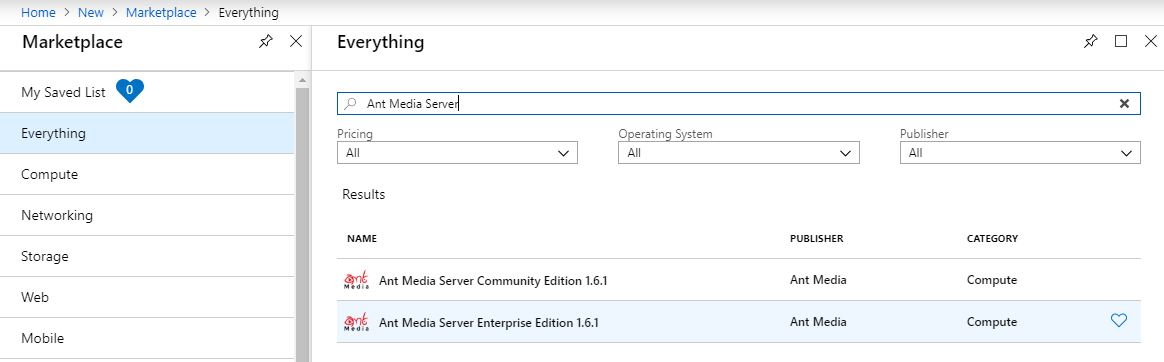 Home > New > Marketplace > Everything
Marketplace
My Saved List 0
Everything
Compute
Networking
Storage
Web
Mobile
Everything
Ant Media Server
Pricing Operating System Publisher
All All All
Results
NAME PUBLISHER CATEGORY
ant Media Ant Media Server Community Edition 1.6.1 Ant Media Compute
ant Media Ant Media Server Enterprise Edition 1.6.1 Ant Media Compute